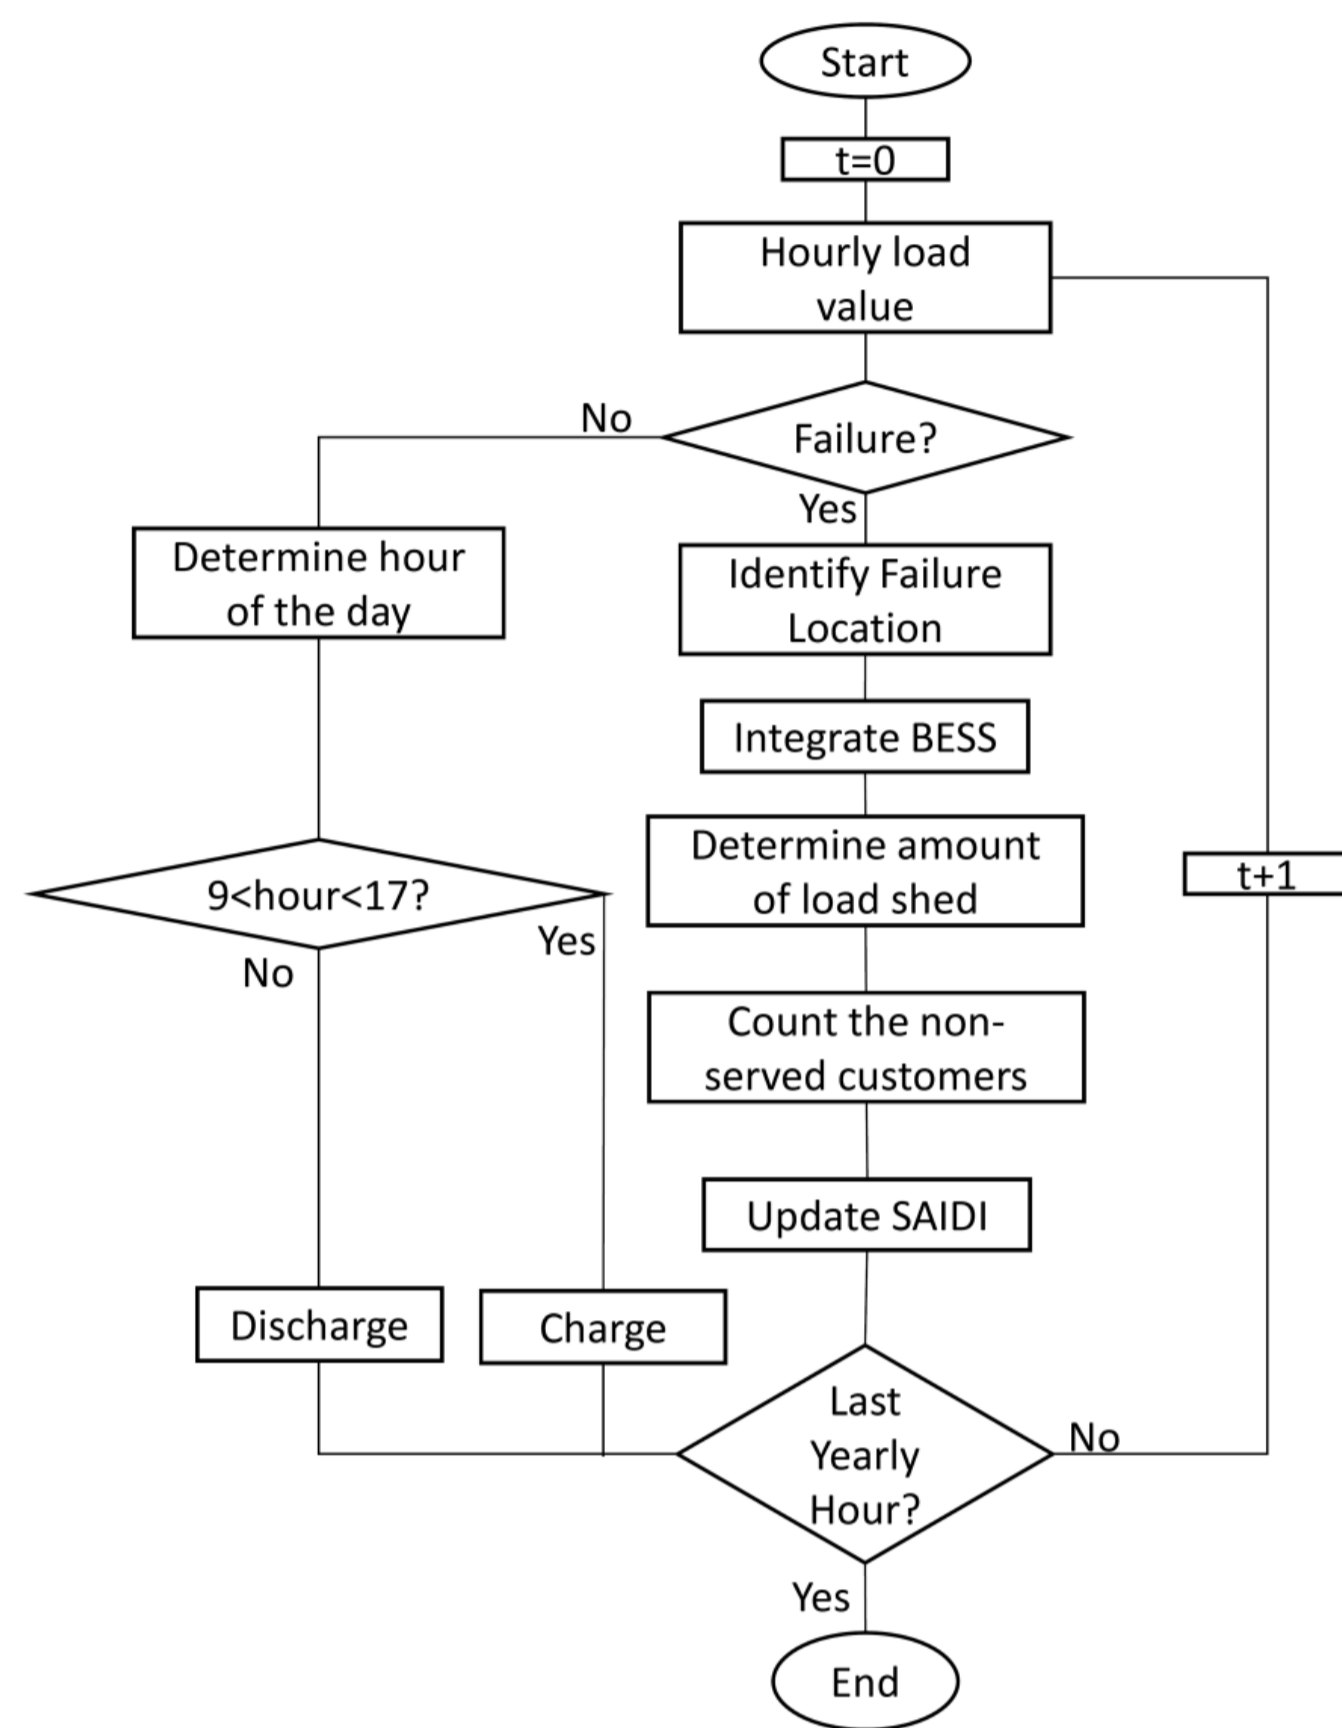 Start
t=0
Hourly load
value
Failure?
No
Yes
Determine hour
of the day
Identify Failure
Location
Integrate BESS
Determine amount
of load shed
t+1
9<hour<17?
Yes
No
Count the non-
served customers
Update SAIDI
Discharge
Charge
Last
Yearly
Hour?
No
Yes
End